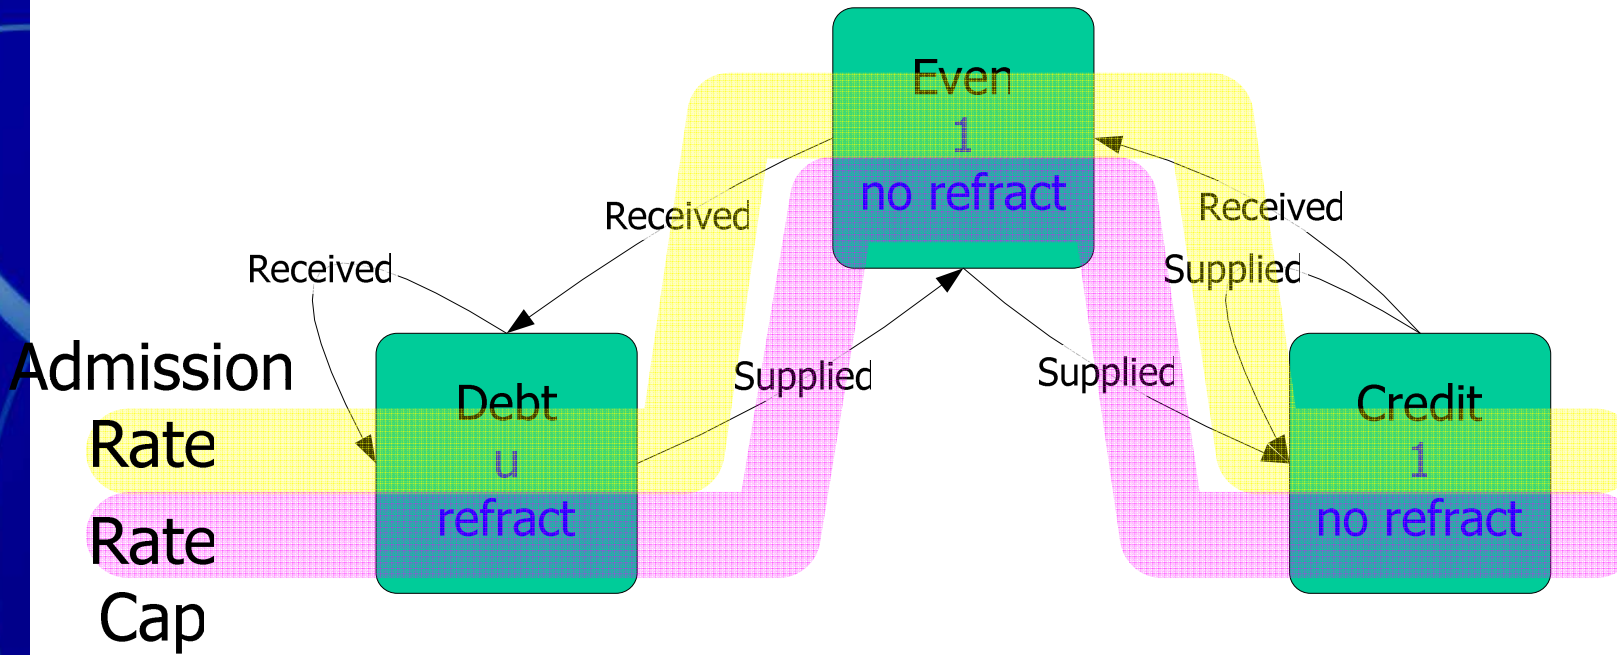 Even
1
no refract
Received
Received
Received
Supplied
Supplied
Supplied
Admission
Rate
Rate
Cap
Debt
u
refract
Credit
1
no refract